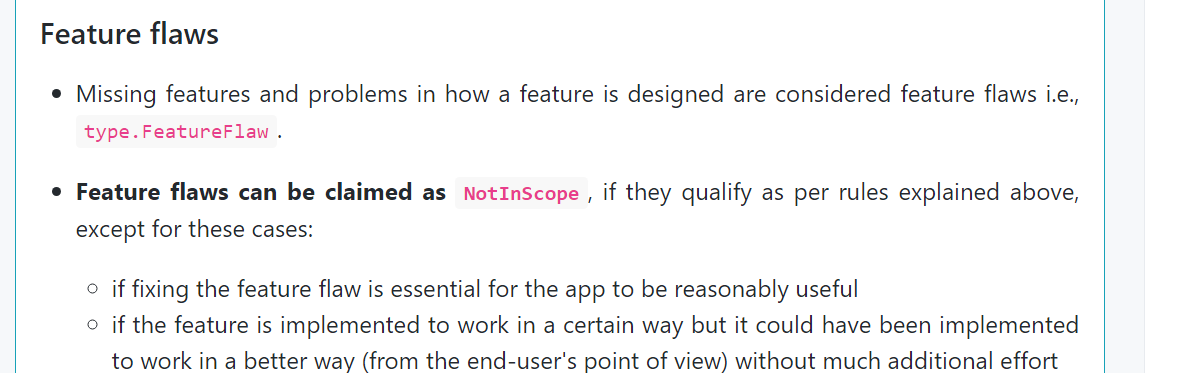 Feature flaws
Missing features and problems in how a feature is designed are considered feature flaws i.e.,
type.FeatureFlaw .
Feature flaws can be claimed as NotInScope , if they qualify as per rules explained above,
except for these cases:
if fixing the feature flaw is essential for the app to be reasonably useful
if the feature is implemented to work in a certain way but it could have been implemented
to work in a better way (from the end-user's point of view) without much additional effort